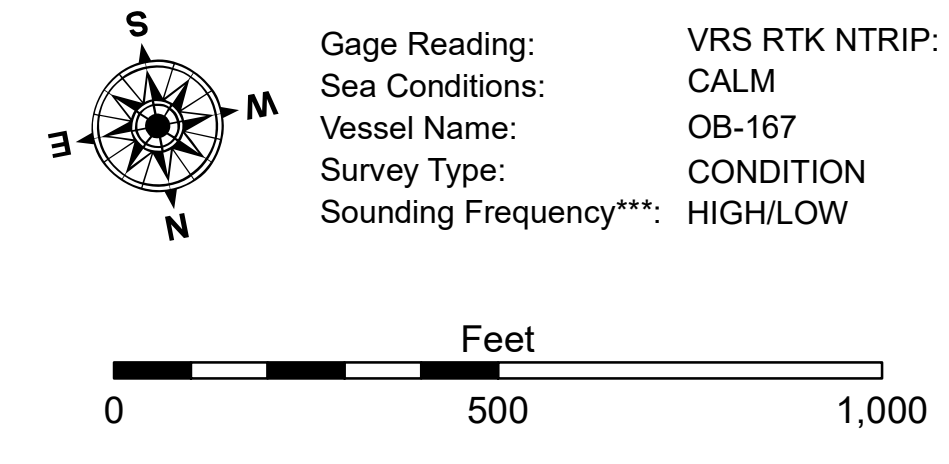 S
W
E
N
Gage Reading: VRS RTK NTRIP:
Sea Conditions: CALM
Vessel Name: OB-167
Survey Type: CONDITION
Sounding Frequency***: HIGH/LOW
Feet
0 500 1,000